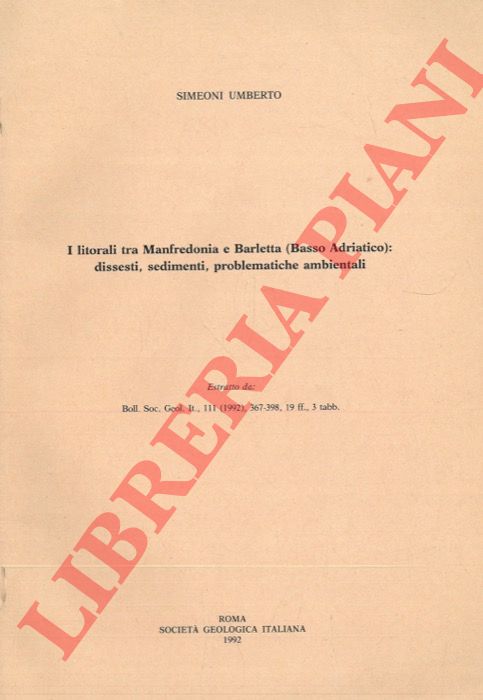 SIMEONI UMBERTO
I litorali tra Manfredonia e Barletta (Basso Adriatico):
dissesti, sedimenti, problematiche ambientali
Estratto da:
Boll. Soc. Geol. It., 111 (1992), 367-398, 19 ff., 3 tabb.
ROMA
SOCIETÀ GEOLOGICA ITALIANA
1992
LIBRERIA PIANI